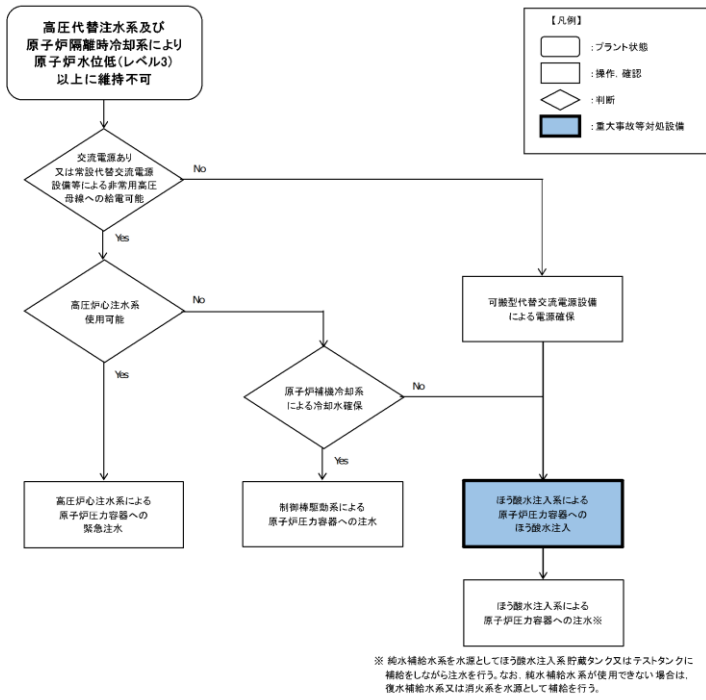 高圧代替注水系及び
原子炉隔離時冷却系により
原子炉水位低(レベル3)
以上に維持不可
【凡例】
：プラント状態
：操作，確認
：判断
：重大事故等対処設備
交流電源あり
又は常設代替交流電源
設備等による非常用高圧
母線への給電可能
No
Yes
高圧炉心注水系
使用可能
No
Yes
可搬型代替交流電源設備
による電源確保
原子炉補機冷却系
による冷却水確保
No
Yes
高圧炉心注水系による
原子炉圧力容器への
緊急注水
制御棒駆動系による
原子炉圧力容器への注水
ほう酸水注入系による
原子炉圧力容器への
ほう酸水注入
ほう酸水注入系による
原子炉圧力容器への注水※
※ 純水補給水系を水源としてほう酸水注入系貯蔵タンク又はテストタンクに
補給をしながら注水を行う。なお，純水補給水系が使用できない場合は，
復水補給水系又は消火系を水源として補給を行う。